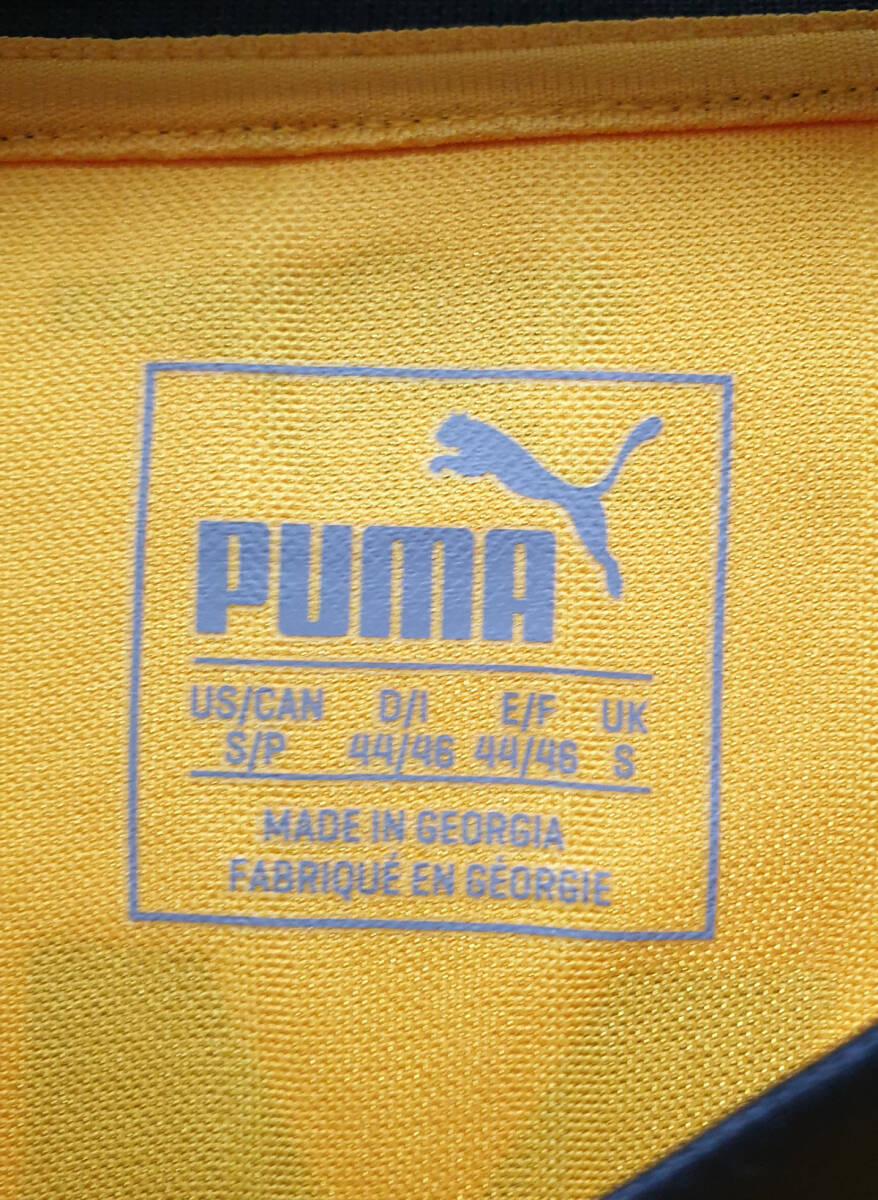 PUMA
US/CAN D/I E/F UK
S/P 44/46 44/46 S
MADE IN GEORGIA
FABRIQUÉ EN GÉORGIE